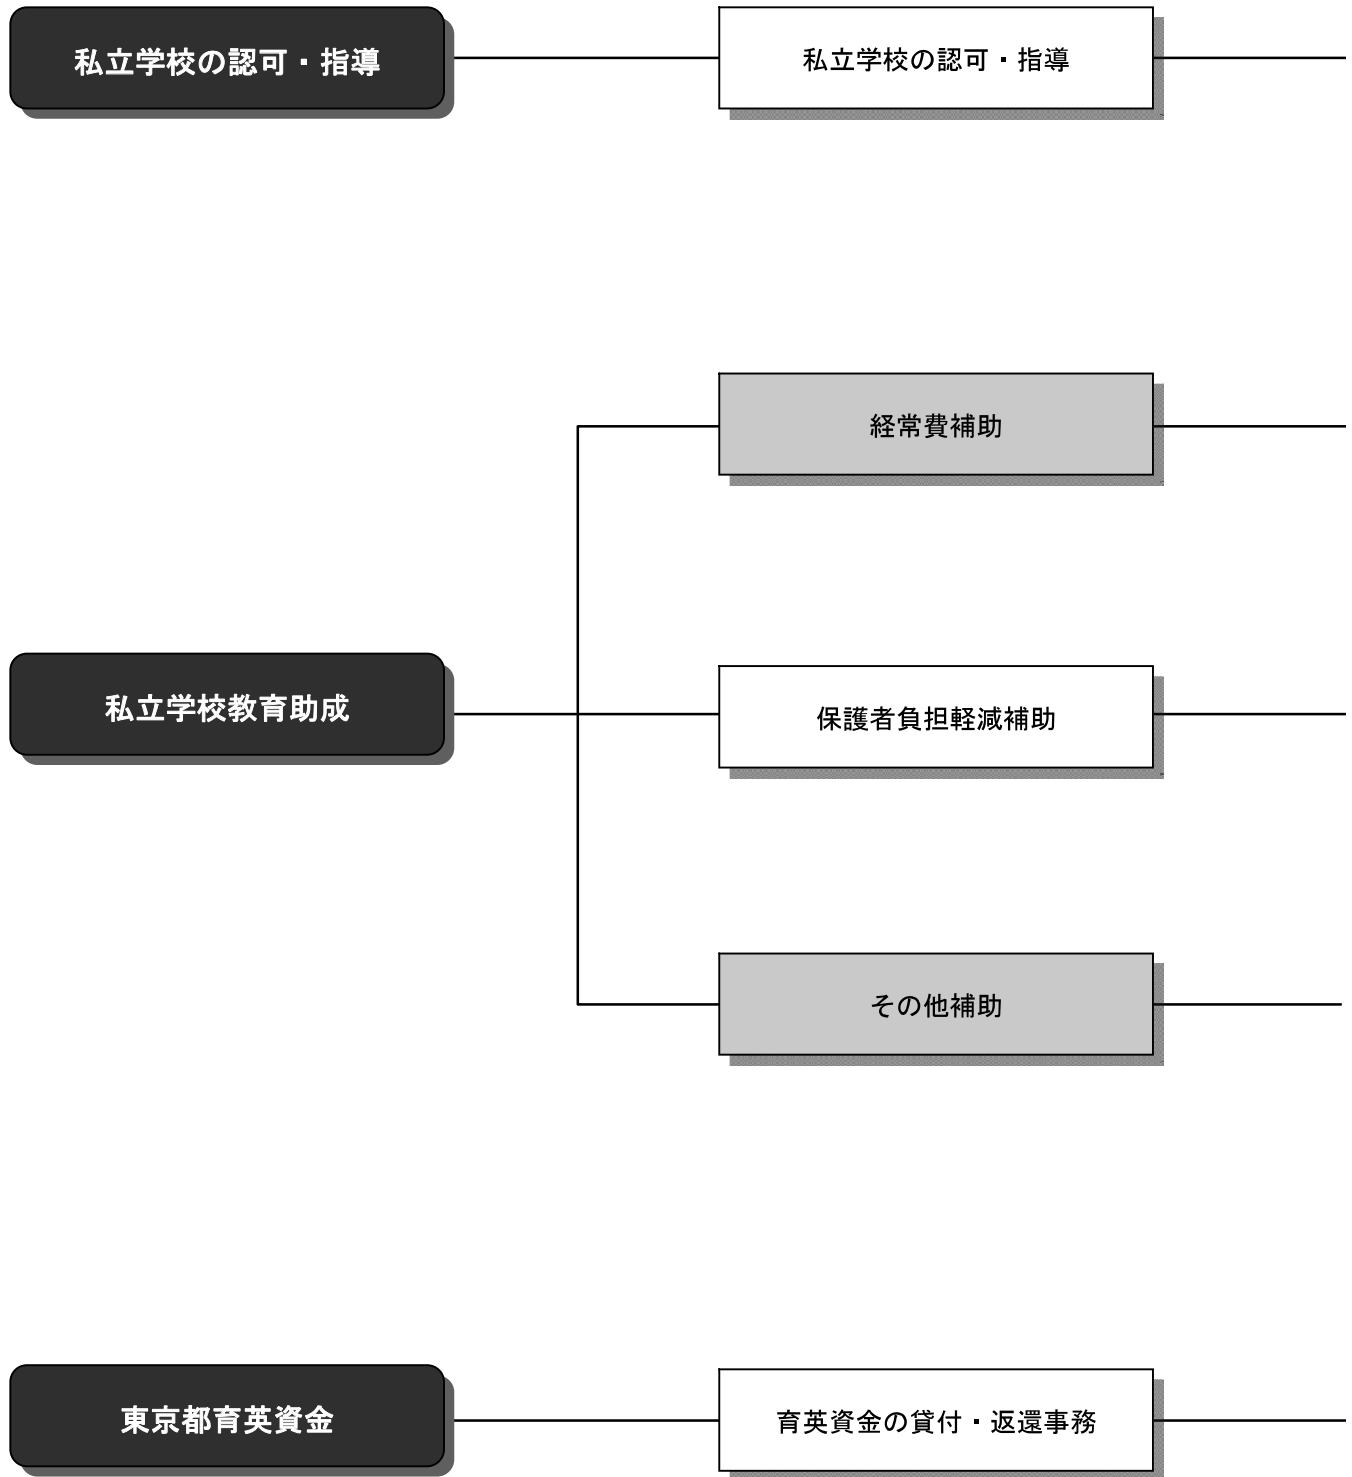 私立学校の認可・指導
私立学校の認可・指導
経常費補助
私立学校教育助成
保護者負担軽減補助
その他補助
東京都育英資金
育英資金の貸付・返還事務